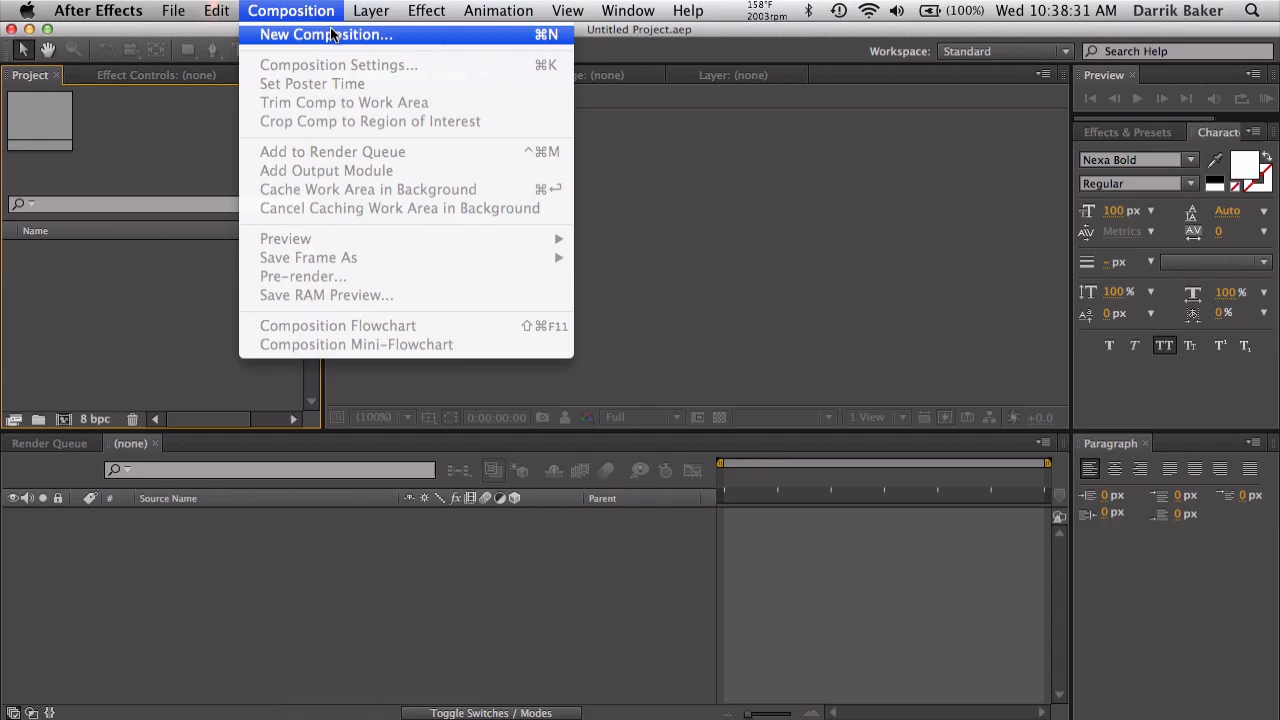 After Effects File Edit Composition Layer Effect Animation View Window Help 158°F 2003rpm (100%) Wed 10:38:31 AM Darrik Baker
Untitled Project.aep
New Composition... ⌘N
Workspace: Standard Search Help
Composition Settings... ⌘K
Project × Effect Controls: (none) (none) Layer: (none) Preview ×
Set Poster Time
Trim Comp to Work Area
Crop Comp to Region of Interest
Effects & Presets Charact
Add to Render Queue ^⌘M
Nexa Bold
Add Output Module
Regular
Cache Work Area in Background ⌘↩
Cancel Caching Work Area in Background
100 px Auto
Name
Metrics 0
Preview
Save Frame As
- px
Pre-render...
Save RAM Preview...
100 % 100 %
0 px 0 %
Composition Flowchart ⇧⌘F11
Composition Mini-Flowchart
T T TT Tt T¹ T₁
8 bpc (100%) 0:00:00:00 Full 1 View +0.0
Render Queue (none) × Paragraph ×
# Source Name fx Parent
0 px 0 px 0 px
0 px 0 px
Toggle Switches / Modes